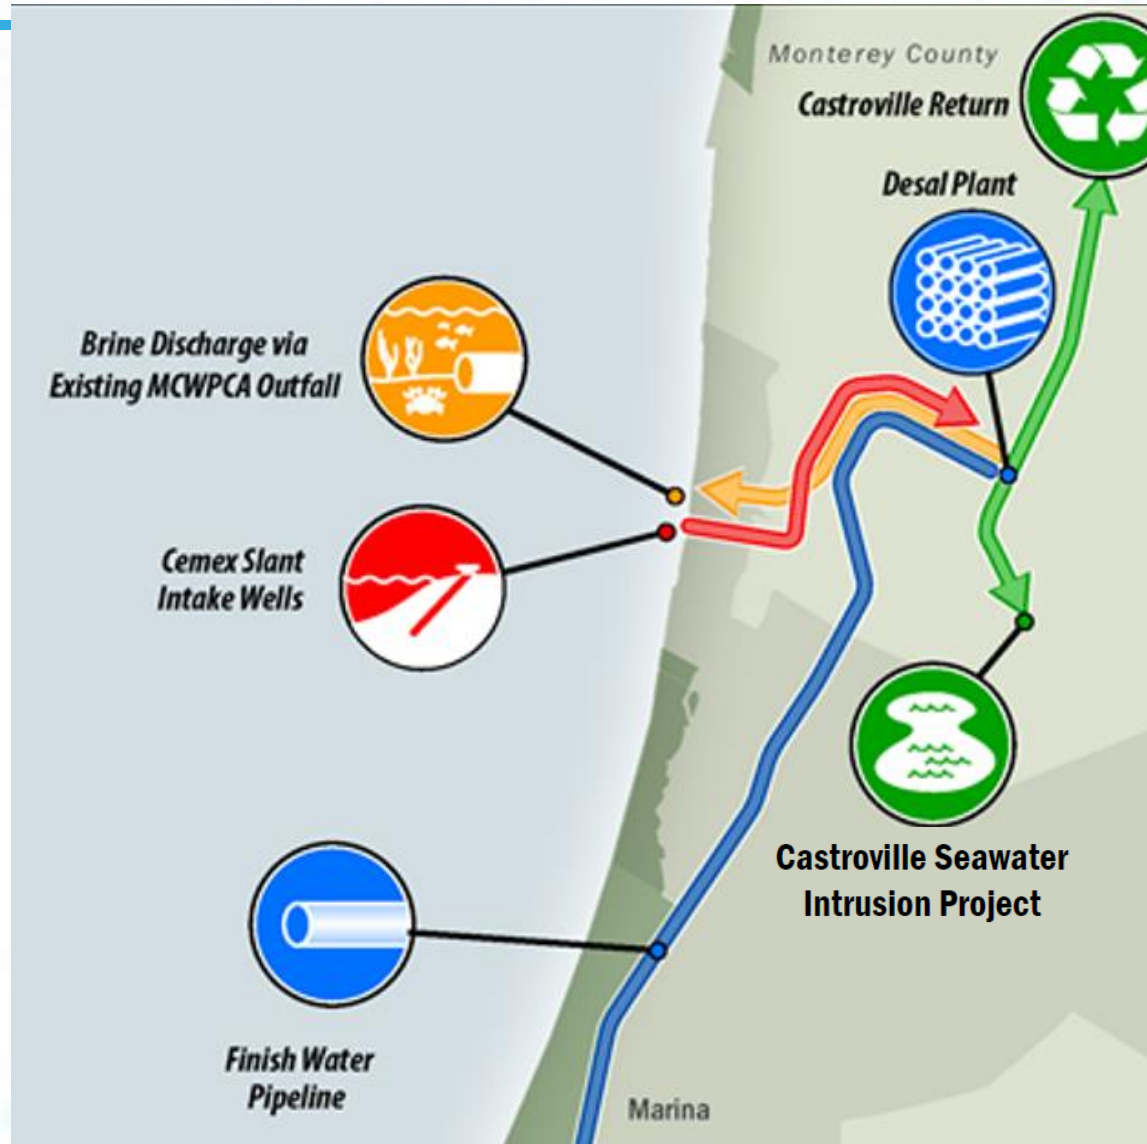 Monterey County
Castroville Return
Desal Plant
Brine Discharge via
Existing MCWPCA Outfall
Cemex Slant
Intake Wells
Castroville Seawater
Intrusion Project
Finish Water
Pipeline
Marina